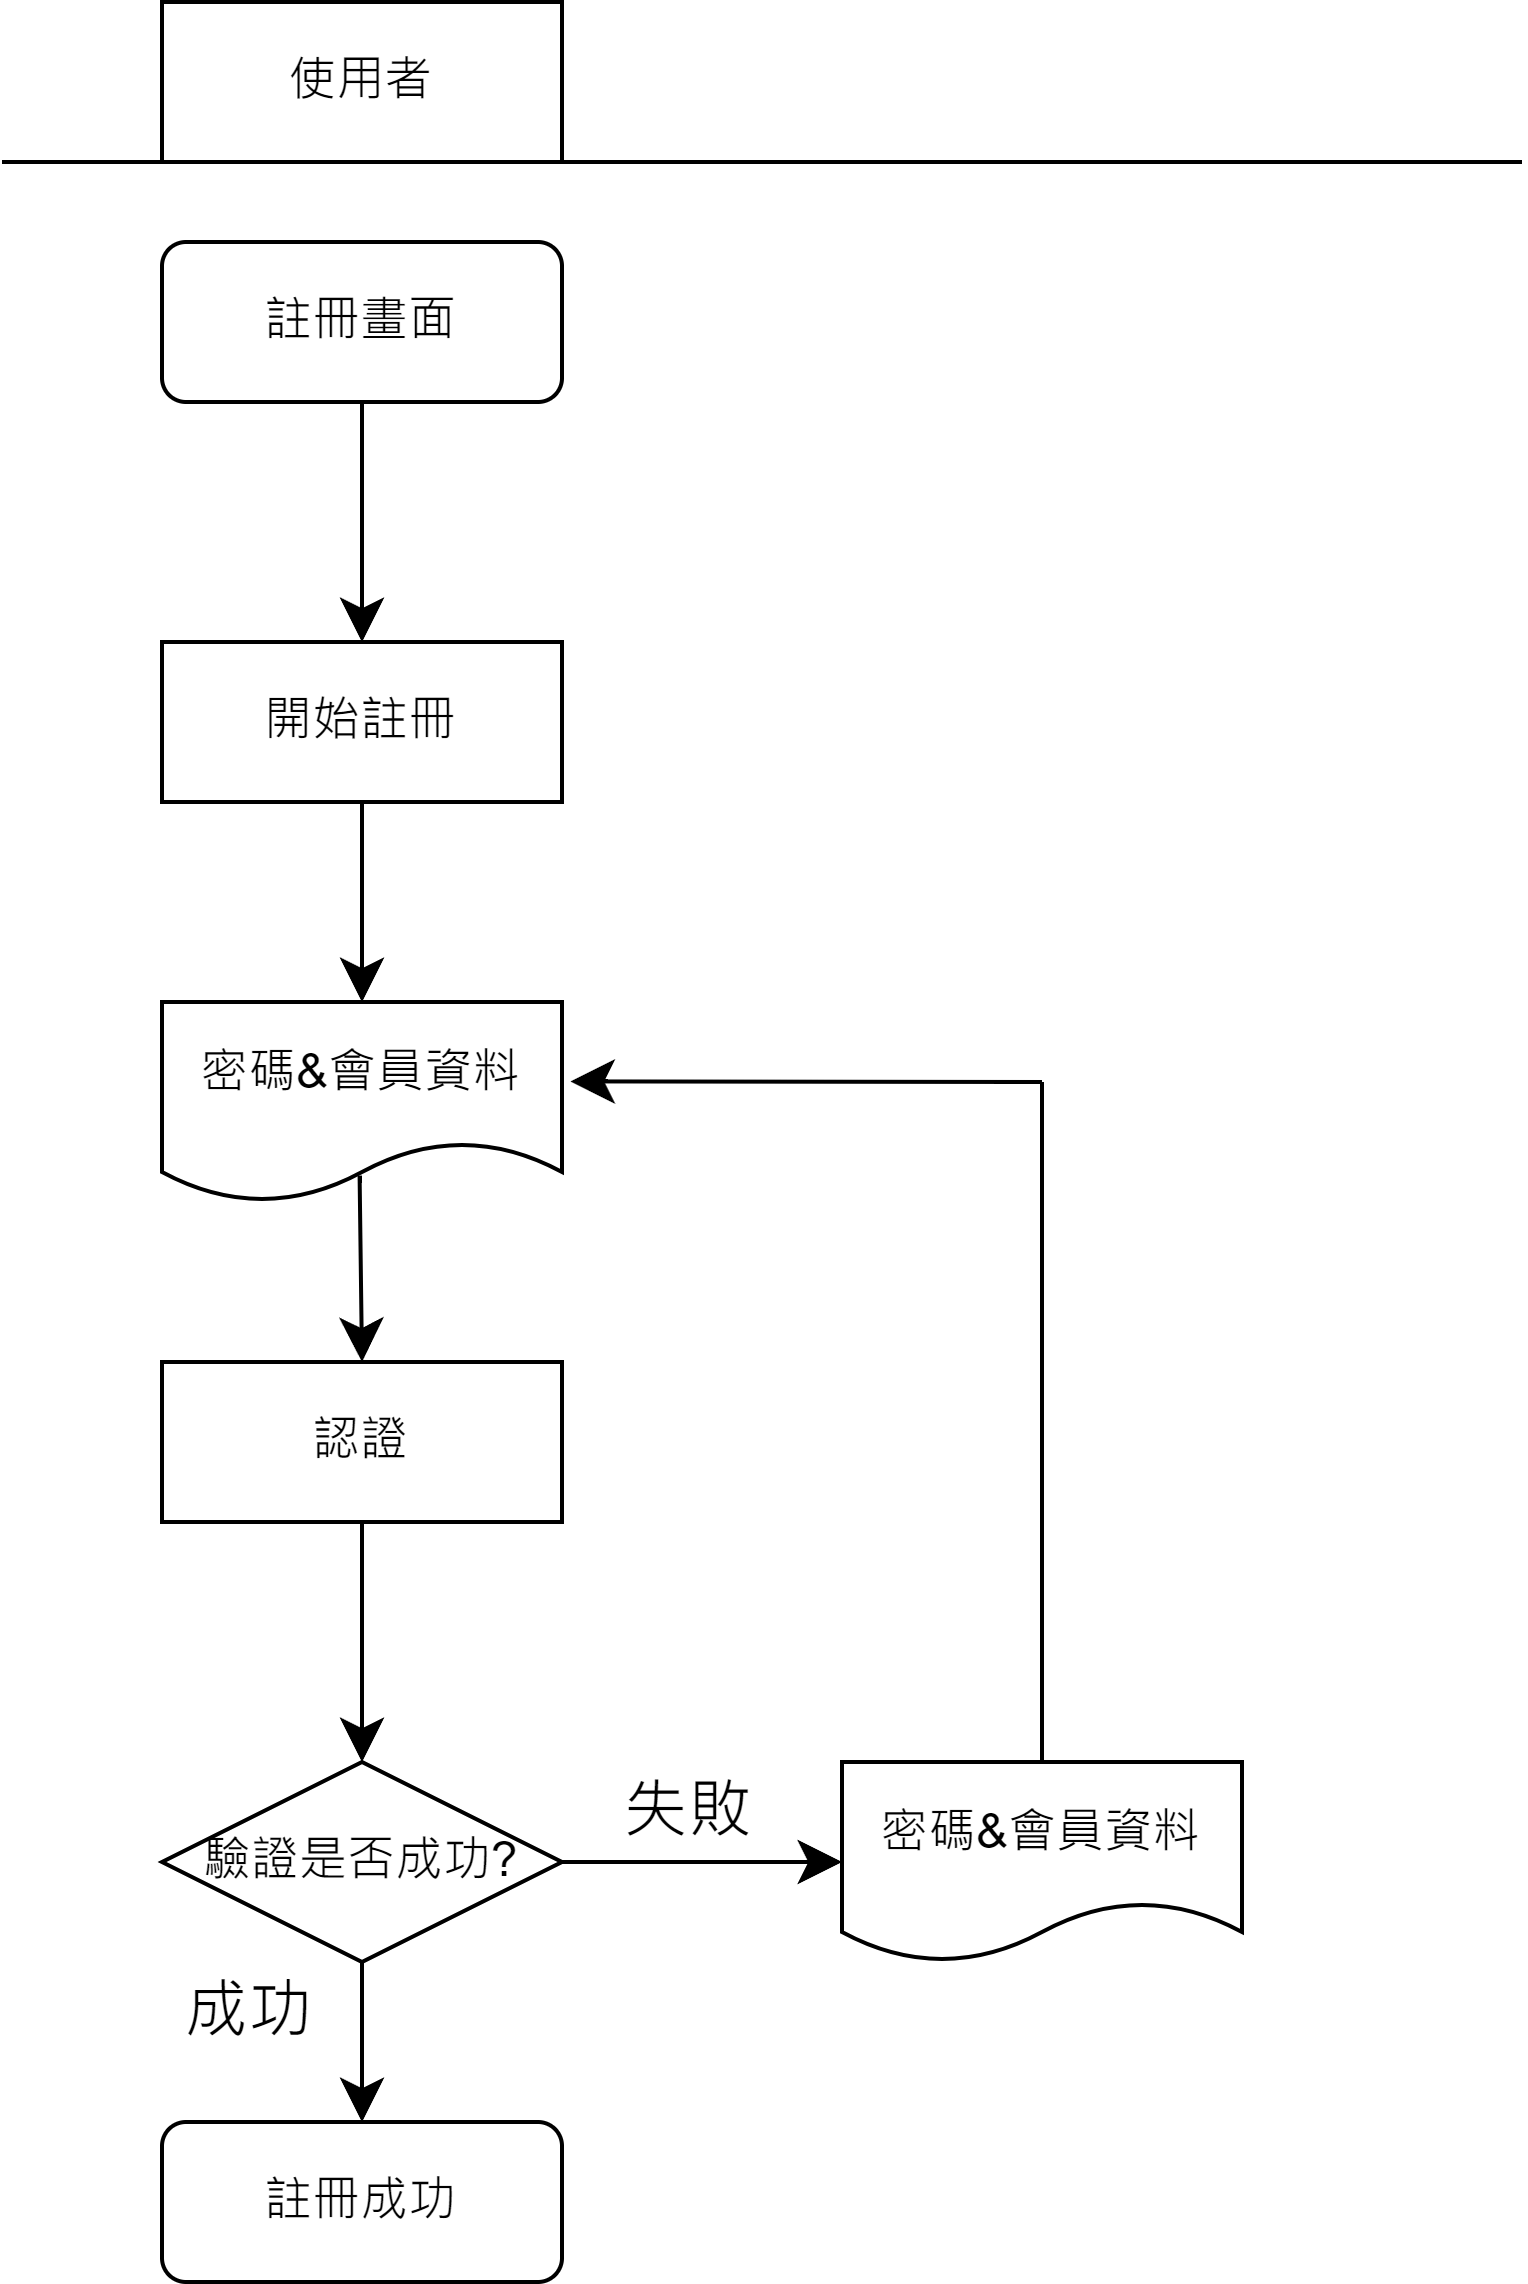 使用者
註冊畫面
開始註冊
密碼&會員資料
認證
驗證是否成功?
失敗
密碼&會員資料
成功
註冊成功